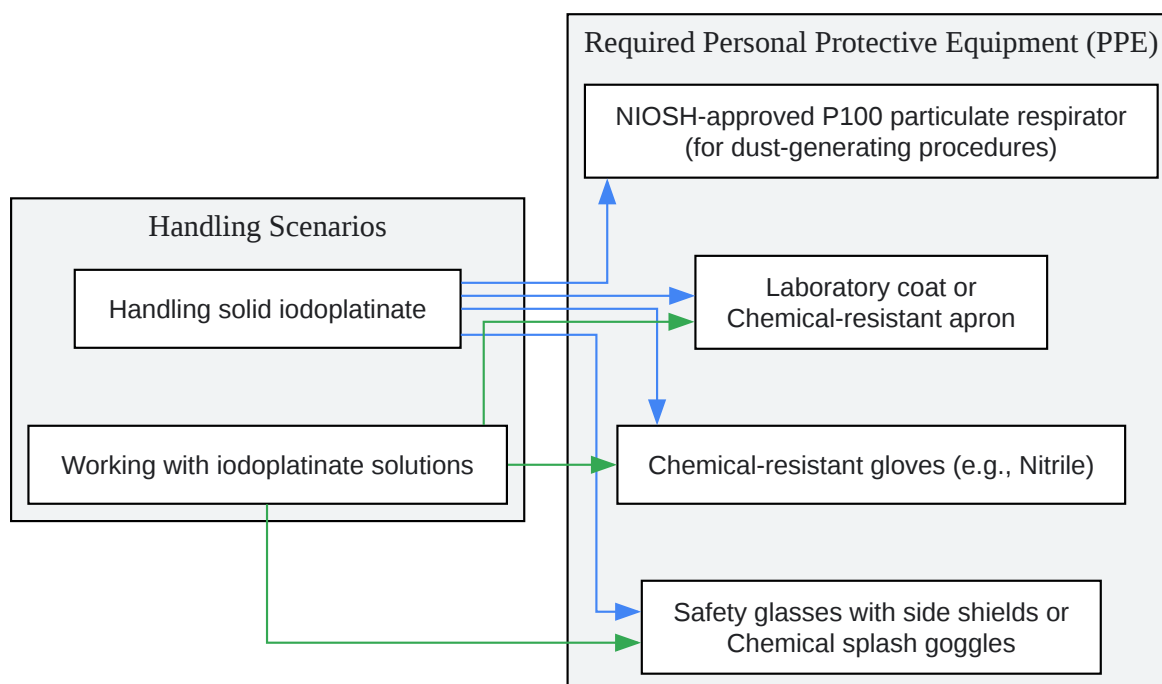 Required Personal Protective Equipment (PPE)
NIOSH-approved P100 particulate respirator
(for dust-generating procedures)
Handling Scenarios
Handling solid iodoplatinate
Laboratory coat or
Chemical-resistant apron
Working with iodoplatinate solutions
Chemical-resistant gloves (e.g., Nitrile)
Safety glasses with side shields or
Chemical splash goggles